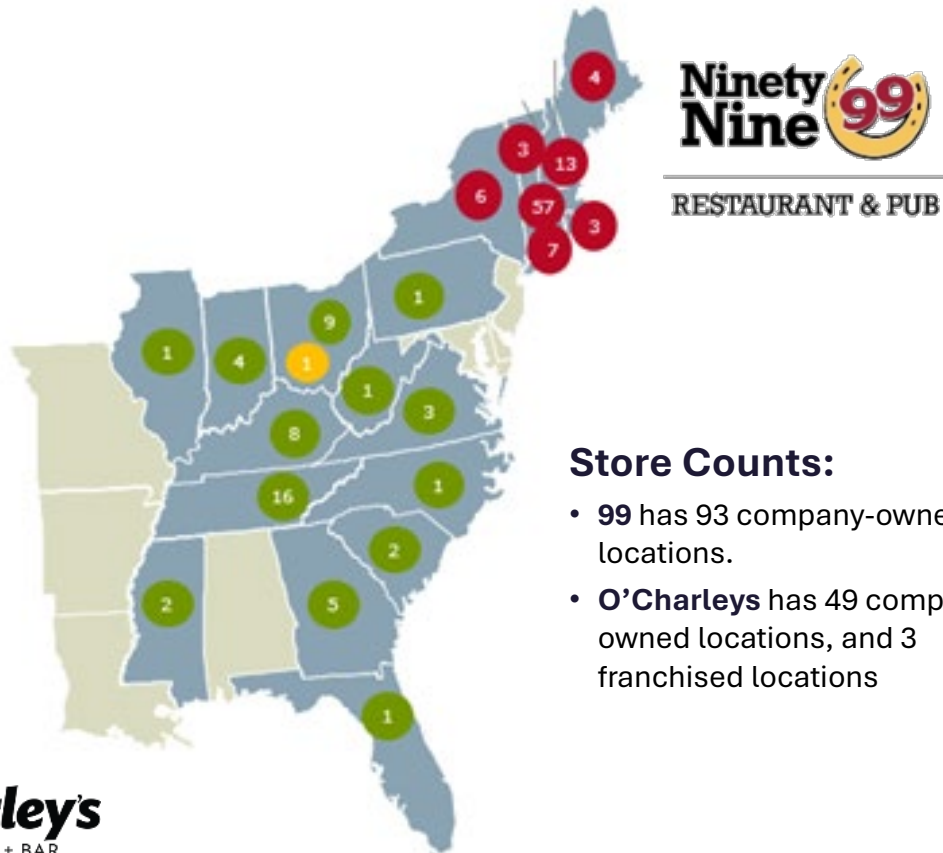 4
Ninety
Nine 99
RESTAURANT & PUB
3
13
6
57
3
7
1
9
1
4
1
1
3
8
16
1
2
2
5
1
Store Counts:
• 99 has 93 company-owne
locations.
• O’Charleys has 49 comp
owned locations, and 3
franchised locations
ley's
+ BAR